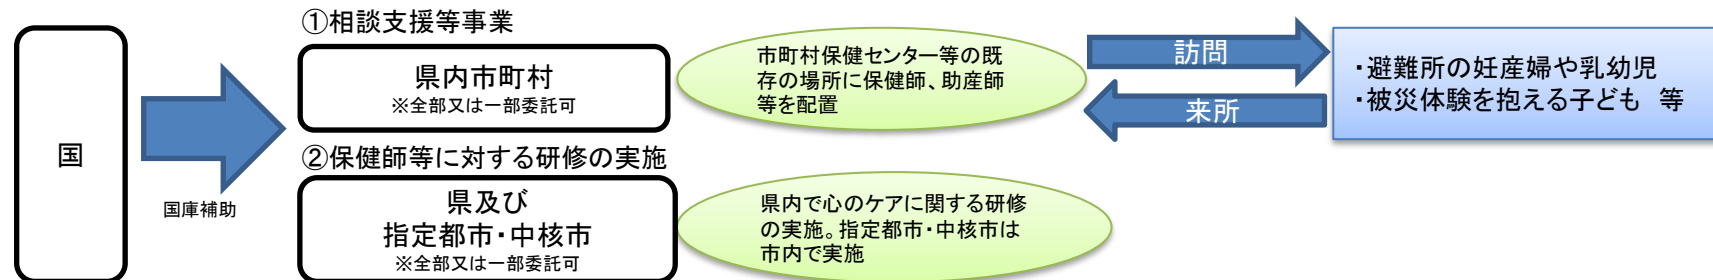 国
国庫補助
①相談支援等事業
県内市町村
※全部又は一部委託可
市町村保健センター等の既
存の場所に保健師、助産師
等を配置
訪問
来所
・避難所の妊産婦や乳幼児
・被災体験を抱える子ども 等
②保健師等に対する研修の実施
県及び
指定都市・中核市
※全部又は一部委託可
県内で心のケアに関する研修
の実施。指定都市・中核市は
市内で実施